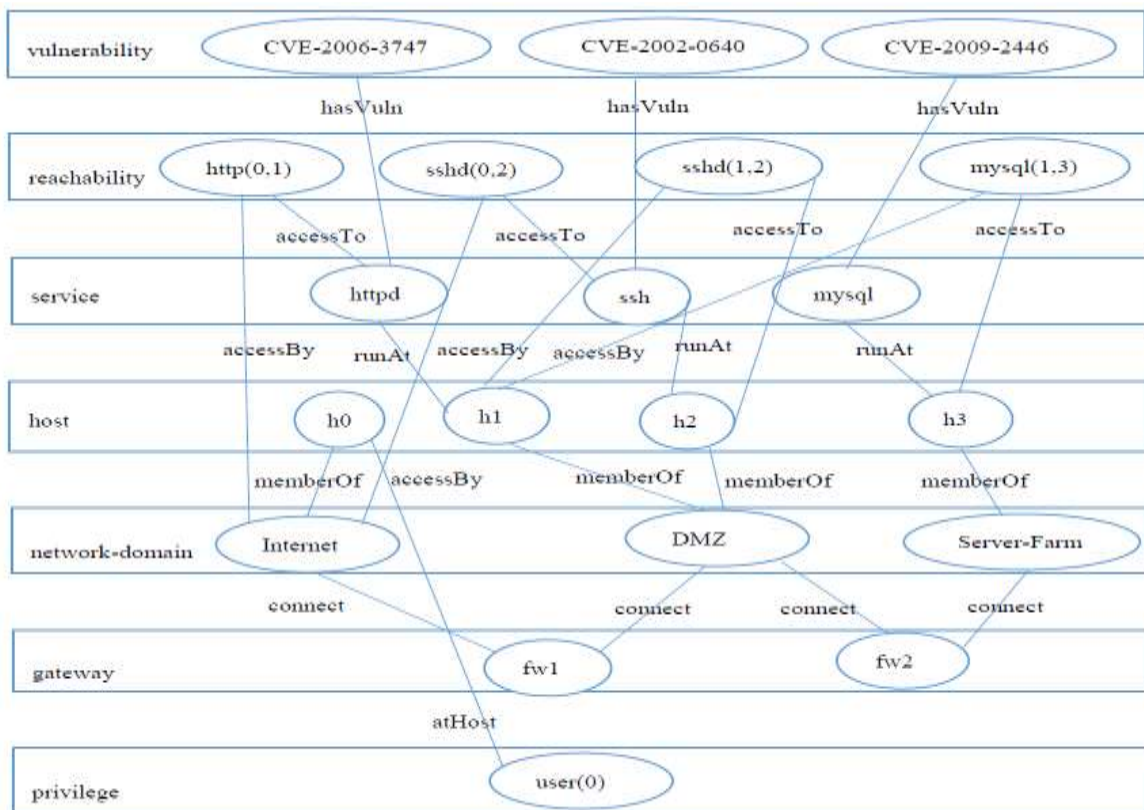 vulnerability CVE-2006-3747 CVE-2002-0640 CVE-2009-2446
hasVuln hasVuln hasVuln
reachability http(0,1) sshd(0,2) sshd(1,2) mysql(1,3)
accessTo accessTo accessTo accessTo
service httpd ssh mysql
accessBy runAt accessBy accessBy runAt runAt
host h0 h1 h2 h3
memberOf accessBy memberOf memberOf memberOf
network-domain Internet DMZ Server-Farm
connect connect connect connect
gateway fw1 fw2
atHost
privilege user(0)